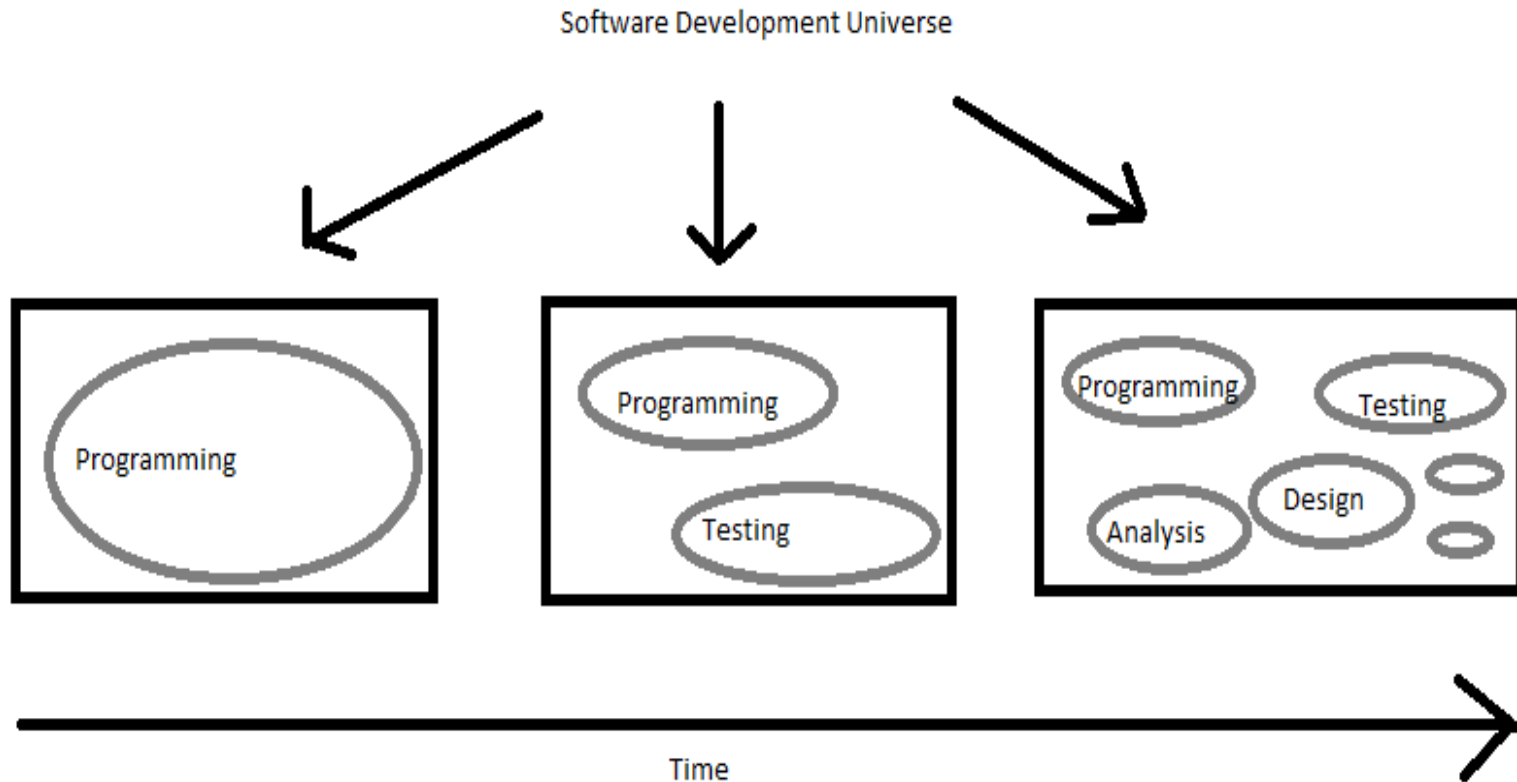 Software Development Universe
Programming
Programming
Testing
Programming
Testing
Analysis
Design
Time